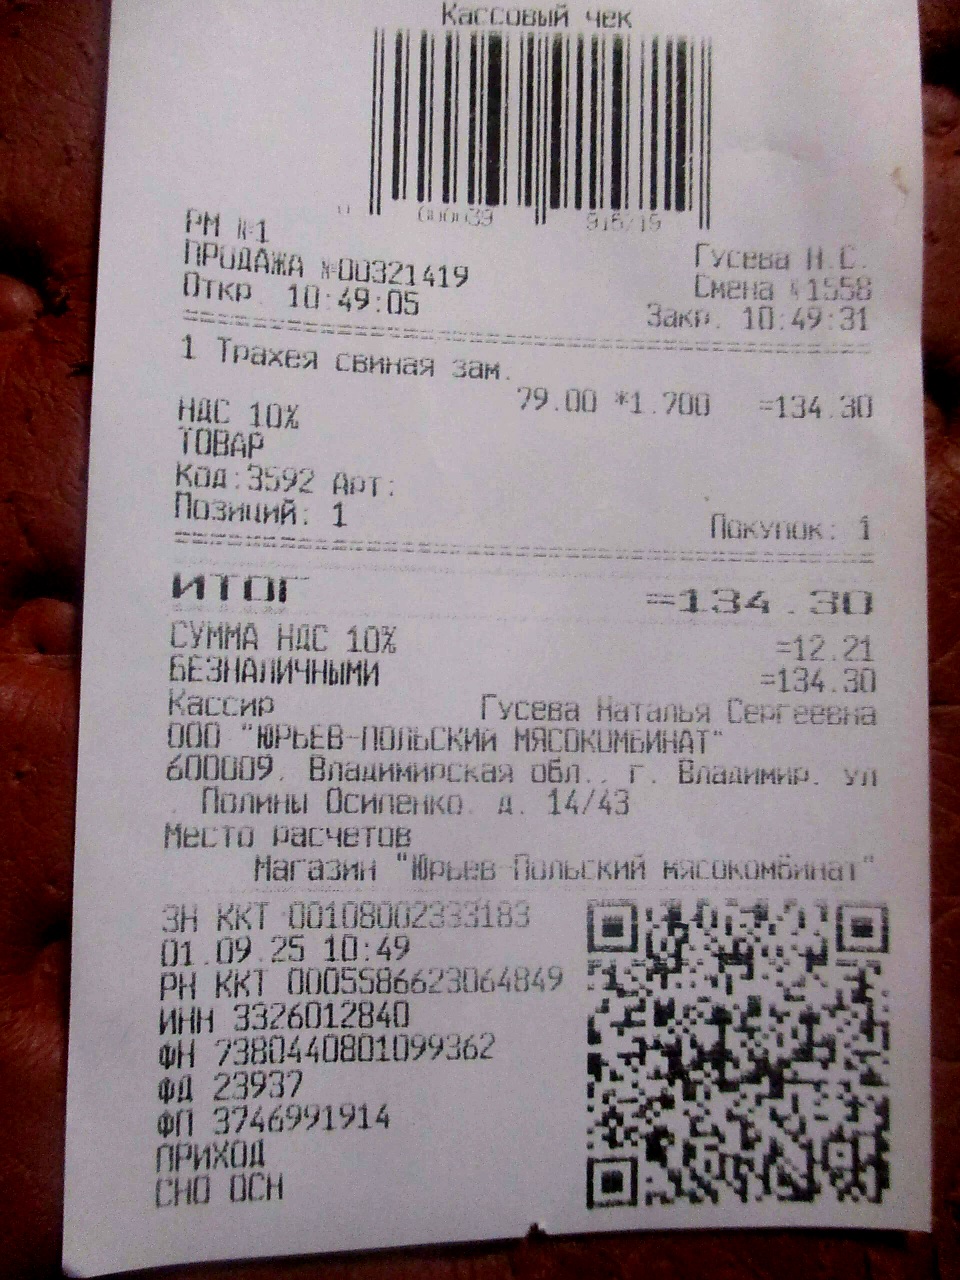 Кассовый чек
РМ №1
ПРОДАЖА №00321419
Гусева Н.С.
Смена №1558
Откр. 10:49:05
Закр. 10:49:31
1 Трахея свиная зам.
79.00 *1.700 =134.30
НДС 10%
ТОВАР
Код:3592 Арт:
Позиций: 1
Покупок: 1
ИТОГ =134.30
СУММА НДС 10% =12.21
БЕЗНАЛИЧНЫМИ =134.30
Кассир Гусева Наталья Сергеевна
ООО "ЮРЬЕВ-ПОЛЬСКИЙ МЯСОКОМБИНАТ"
600009, Владимирская обл., г. Владимир, ул
. Полины Осипенко, д. 14/43
Место расчетов
Магазин "Юрьев-Польский мясокомбинат"
ЗН ККТ 00108002333183
01.09.25 10:49
РН ККТ 0005586623064849
ИНН 3326012840
ФН 7380440801099362
ФД 23937
ФП 3746991914
ПРИХОД
СНО ОСН